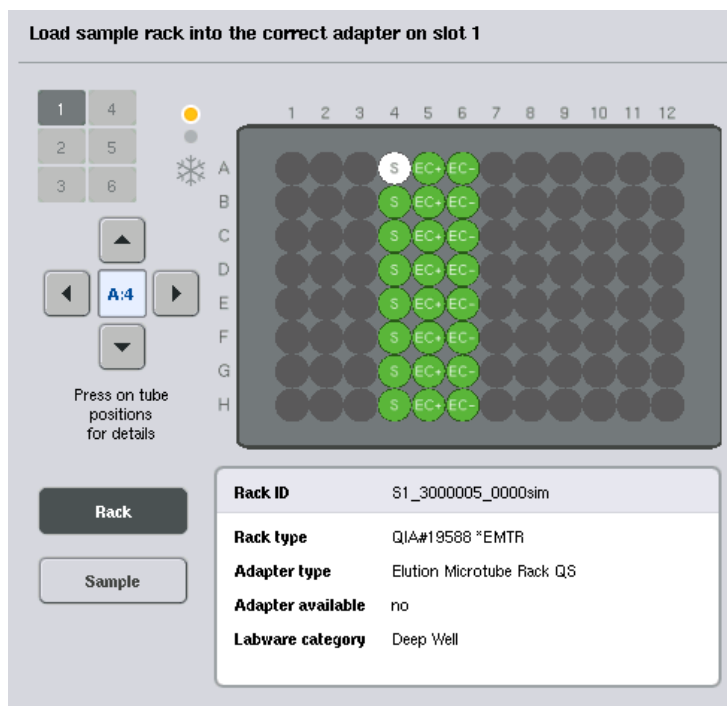 Load sample rack into the correct adapter on slot 1
1 4
2 5
3 6
1 2 3 4 5 6 7 8 9 10 11 12
A S EC+ EC-
B S EC+ EC-
C S EC+ EC-
D S EC+ EC-
E S EC+ EC-
F S EC+ EC-
G S EC+ EC-
H S EC+ EC-
A:4
Press on tube
positions
for details
Rack
Sample
Rack ID S1_3000005_0000sim
Rack type QIA#19588 *EMTR
Adapter type Elution Microtube Rack QS
Adapter available no
Labware category Deep Well